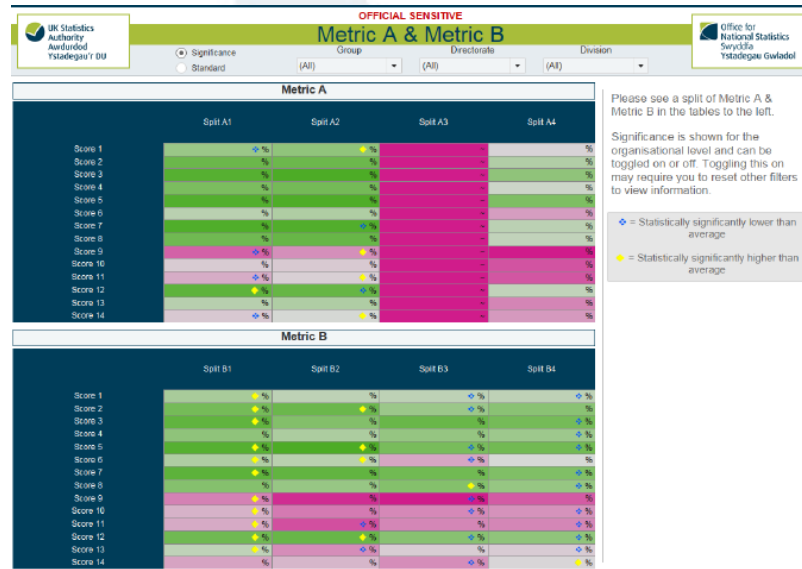 OFFICIAL SENSITIVE
UK Statistics
Authority
Awdurdod
Ystadegau'r DU
Metric A & Metric B
Office for
National Statistics
Swyddfa
Ystadegau Gwladol
Significance
Standard
Group
Directorate
Division
(All)
(All)
(All)
Metric A
Split A1 Split A2 Split A3 Split A4
Score 1 % % - %
Score 2 % % - %
Score 3 % % - %
Score 4 % % - %
Score 5 % % - %
Score 6 % % - %
Score 7 % % - %
Score 8 % % - %
Score 9 % % - %
Score 10 % % - %
Score 11 % % - %
Score 12 % % - %
Score 13 % % - %
Score 14 % % - %
Metric B
Split B1 Split B2 Split B3 Split B4
Score 1 % % % %
Score 2 % % % %
Score 3 % % % %
Score 4 % % % %
Score 5 % % % %
Score 6 % % % %
Score 7 % % % %
Score 8 % % % %
Score 9 % % % %
Score 10 % % % %
Score 11 % % % %
Score 12 % % % %
Score 13 % % % %
Score 14 % % % %
Please see a split of Metric A &
Metric B in the tables to the left.
Significance is shown for the
organisational level and can be
toggled on or off. Toggling this on
may require you to reset other filters
to view information.
= Statistically significantly lower than
average
= Statistically significantly higher than
average